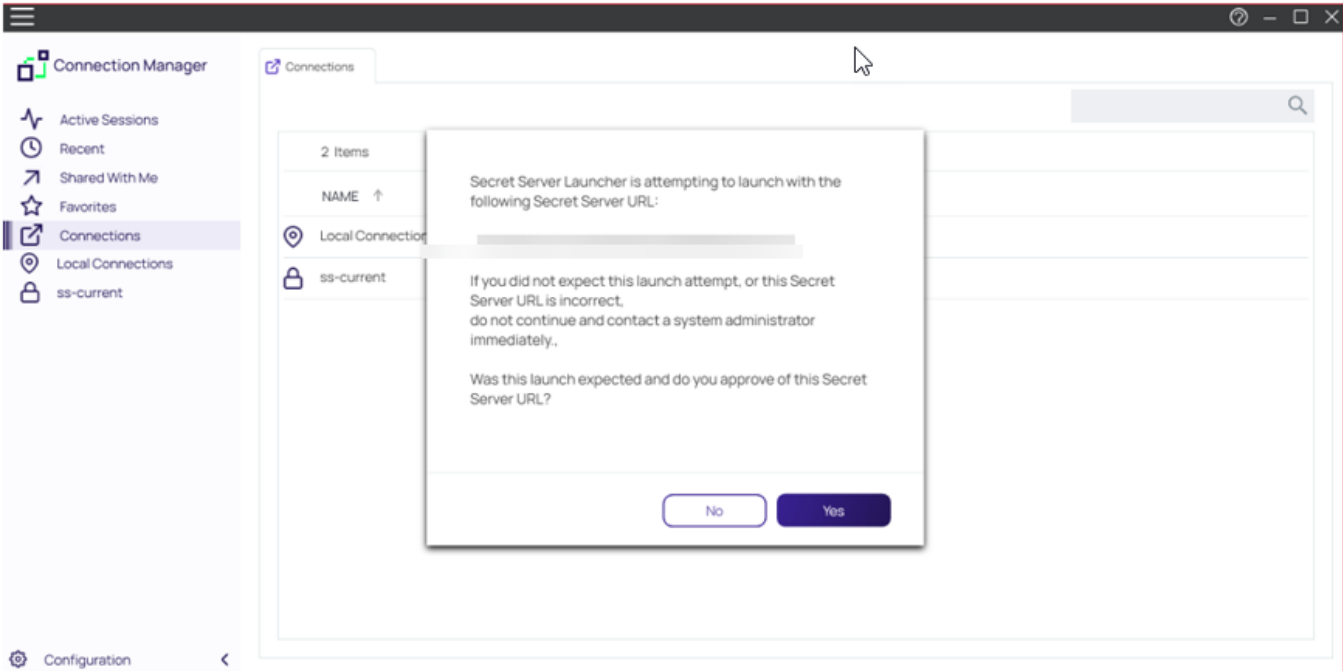 Connection Manager
Active Sessions
Recent
Shared With Me
Favorites
Connections
Local Connections
ss-current
Configuration
Connections
2 Items
NAME
Local Connection
ss-current
Secret Server Launcher is attempting to launch with the
following Secret Server URL:
If you did not expect this launch attempt, or this Secret
Server URL is incorrect,
do not continue and contact a system administrator
immediately.,
Was this launch expected and do you approve of this Secret
Server URL?
No
Yes